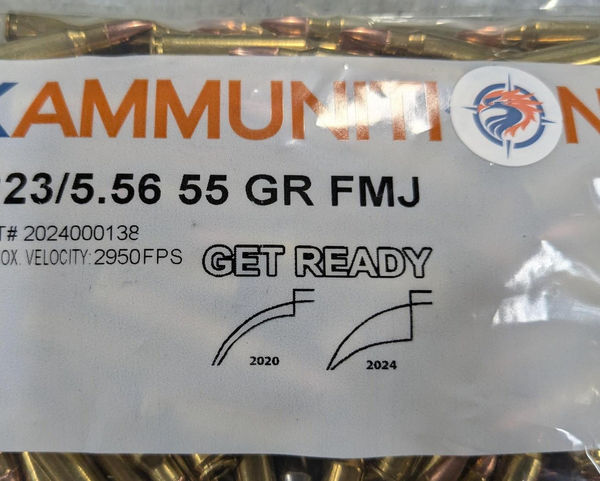 AMMUNITION
23/5.56 55 GR FMJ
T# 2024000138
OX. VELOCITY: 2950FPS
GET READY
2020
2024